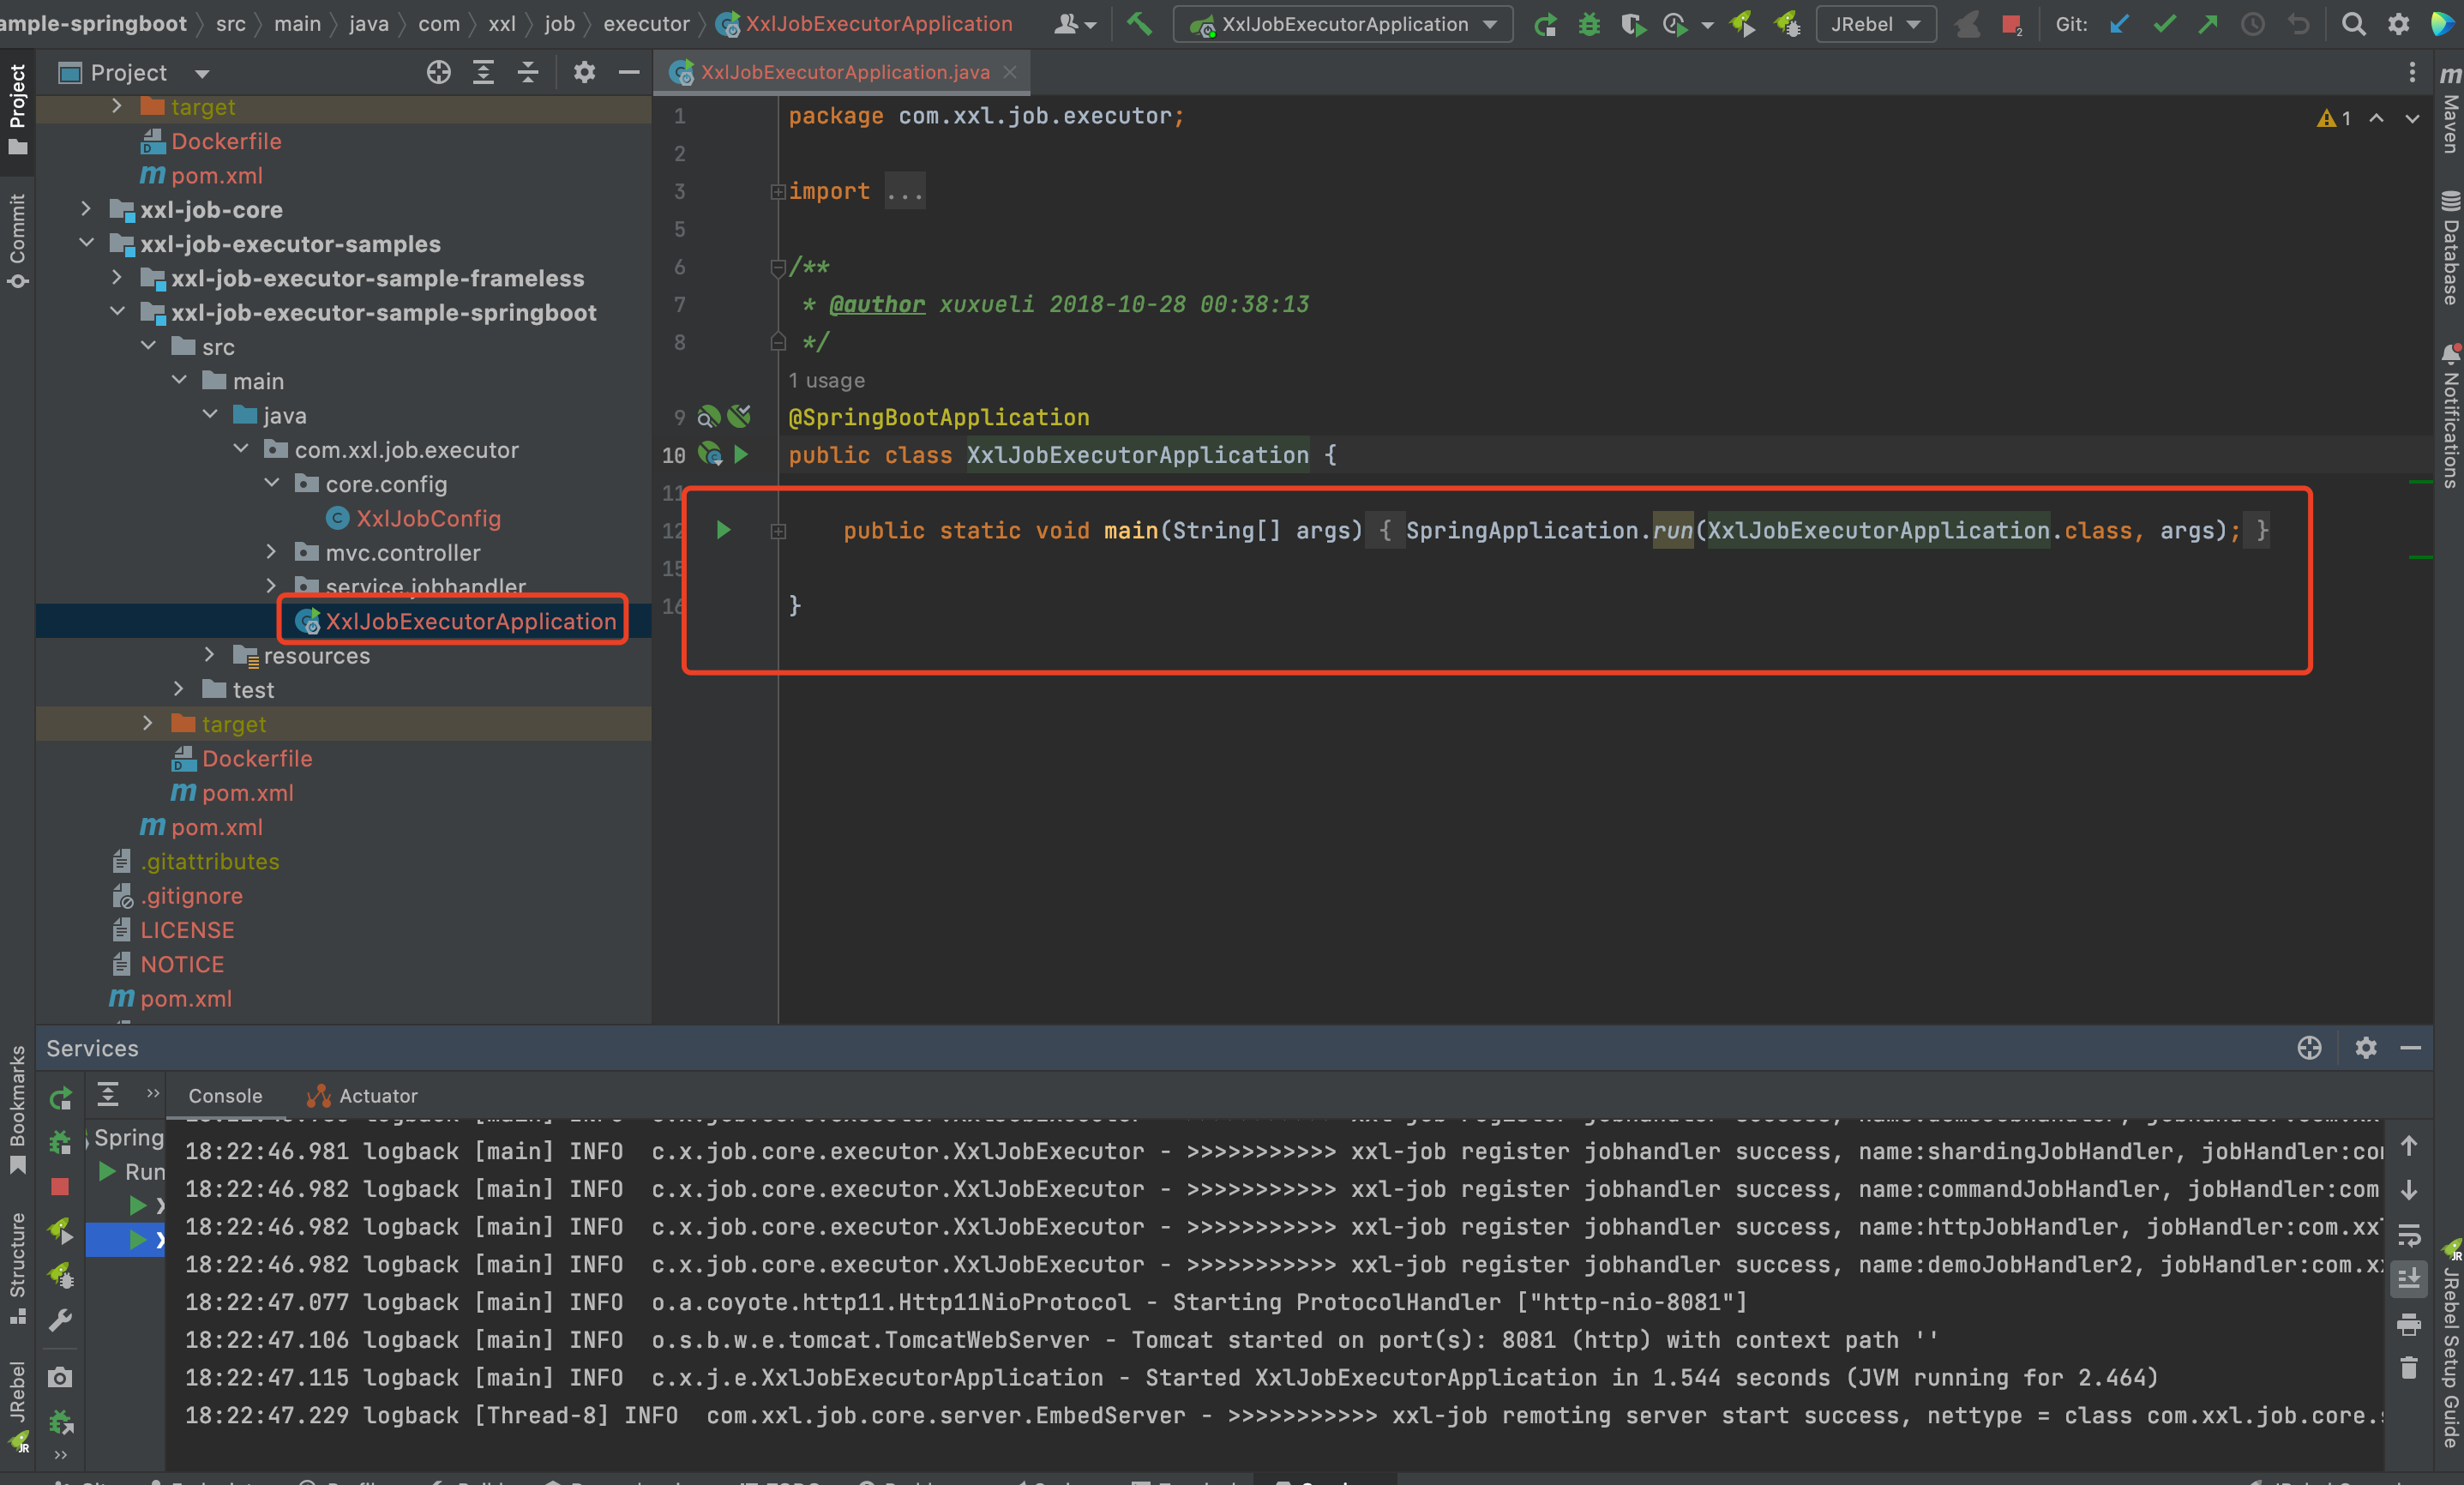 ample-springboot src main java com xxl job executor XxlJobExecutorApplication XxlJobExecutorApplication JRebel Git:
Project
XxlJobExecutorApplication.java
Project
Commit
Bookmarks
Structure
JRebel
target
Dockerfile
pom.xml
xxl-job-core
xxl-job-executor-samples
xxl-job-executor-sample-frameless
xxl-job-executor-sample-springboot
src
main
java
com.xxl.job.executor
core.config
XxlJobConfig
mvc.controller
service.jobhandler
XxlJobExecutorApplication
resources
test
target
Dockerfile
pom.xml
pom.xml
.gitattributes
.gitignore
LICENSE
NOTICE
pom.xml
1 package com.xxl.job.executor;
2
3 import ...
5
6 /**
7 * @author xuxueli 2018-10-28 00:38:13
8 */
1 usage
9 @SpringBootApplication
10 public class XxlJobExecutorApplication {
11
12 public static void main(String[] args) { SpringApplication.run(XxlJobExecutorApplication.class, args); }
15
16 }
1
Maven
Database
Notifications
JRebel Setup Guide
Services
Console Actuator
Spring
Run
18:22:46.981 logback [main] INFO c.x.job.core.executor.XxlJobExecutor - >>>>>>>>>>> xxl-job register jobhandler success, name:shardingJobHandler, jobHandler:co
18:22:46.982 logback [main] INFO c.x.job.core.executor.XxlJobExecutor - >>>>>>>>>>> xxl-job register jobhandler success, name:commandJobHandler, jobHandler:com
18:22:46.982 logback [main] INFO c.x.job.core.executor.XxlJobExecutor - >>>>>>>>>>> xxl-job register jobhandler success, name:httpJobHandler, jobHandler:com.xx
18:22:46.982 logback [main] INFO c.x.job.core.executor.XxlJobExecutor - >>>>>>>>>>> xxl-job register jobhandler success, name:demoJobHandler2, jobHandler:com.x
18:22:47.077 logback [main] INFO o.a.coyote.http11.Http11NioProtocol - Starting ProtocolHandler ["http-nio-8081"]
18:22:47.106 logback [main] INFO o.s.b.w.e.tomcat.TomcatWebServer - Tomcat started on port(s): 8081 (http) with context path ''
18:22:47.115 logback [main] INFO c.x.j.e.XxlJobExecutorApplication - Started XxlJobExecutorApplication in 1.544 seconds (JVM running for 2.464)
18:22:47.229 logback [Thread-8] INFO com.xxl.job.core.server.EmbedServer - >>>>>>>>>>> xxl-job remoting server start success, nettype = class com.xxl.job.core.